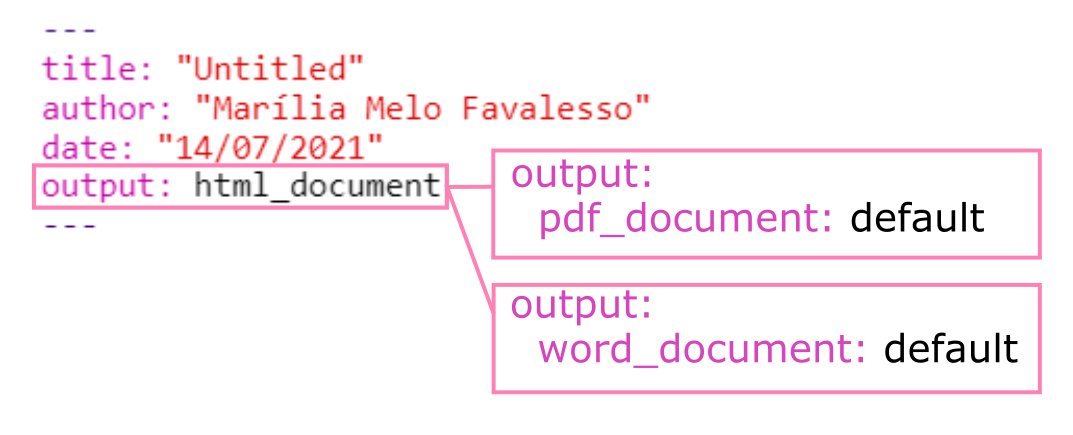 ---
title: "Untitled"
author: "Marília Melo Favalesso"
date: "14/07/2021"
output: html_document
---
output:
  pdf_document: default
output:
  word_document: default